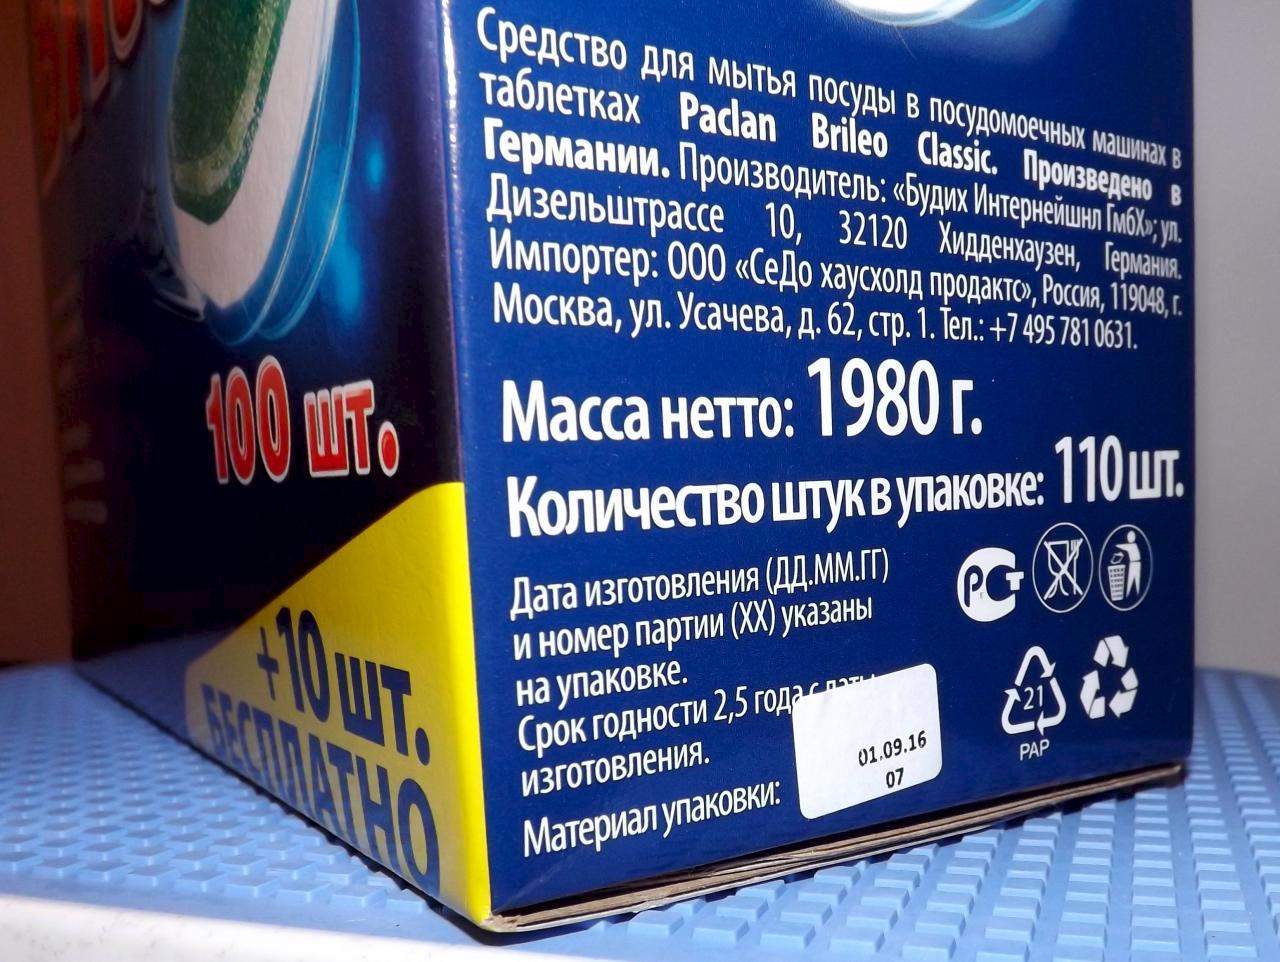 Средство для мытья посуды в посудомоечных машинах в
таблетках Paclan Brileo Classic. Произведено в
Германии. Производитель: «Будих Интернейшнл ГмбХ»; ул.
Дизельштрассе 10, 32120 Хидденхаузен, Германия.
Импортер: ООО «СеДо хаусхолд продактс», Россия, 119048, г.
Москва, ул. Усачева, д. 62, стр. 1. Тел.: +7 495 781 0631.
Масса нетто: 1980 г.
Количество штук в упаковке: 110 шт.
Дата изготовления (ДД.ММ.ГГ)
и номер партии (XX) указаны
на упаковке.
Срок годности 2,5 года с даты
изготовления.
Материал упаковки:
01.09.16
07
РСТ
21
PAP
100 шт.
+10 шт.
БЕСПЛАТНО